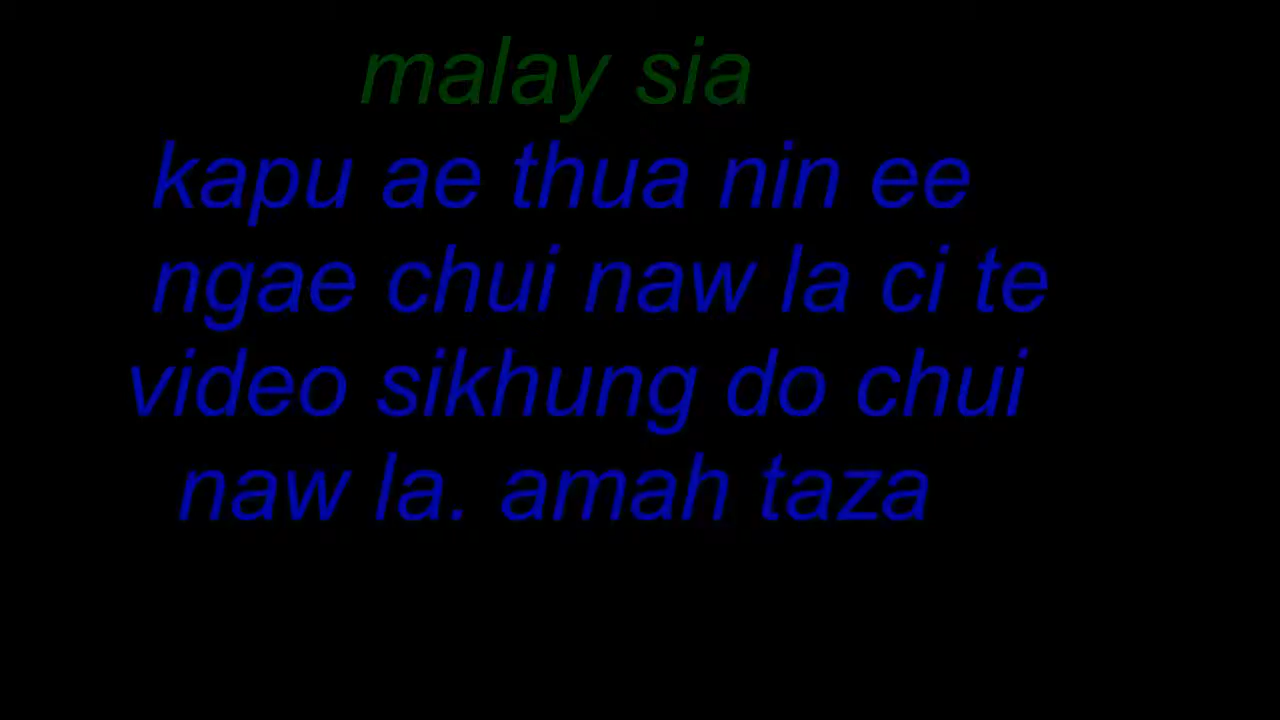 malay sia
kapu ae thua nin ee
ngae chui naw la ci te
video sikhung do chui
naw la. amah taza